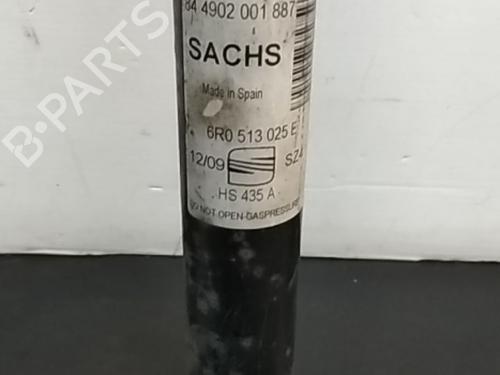 84 4902 001 887
SACHS
Made in Spain
6R0 513 025 E
12/09
SZ4
HS 435 A
DO NOT OPEN-GASPRESSURE
B-PARTS